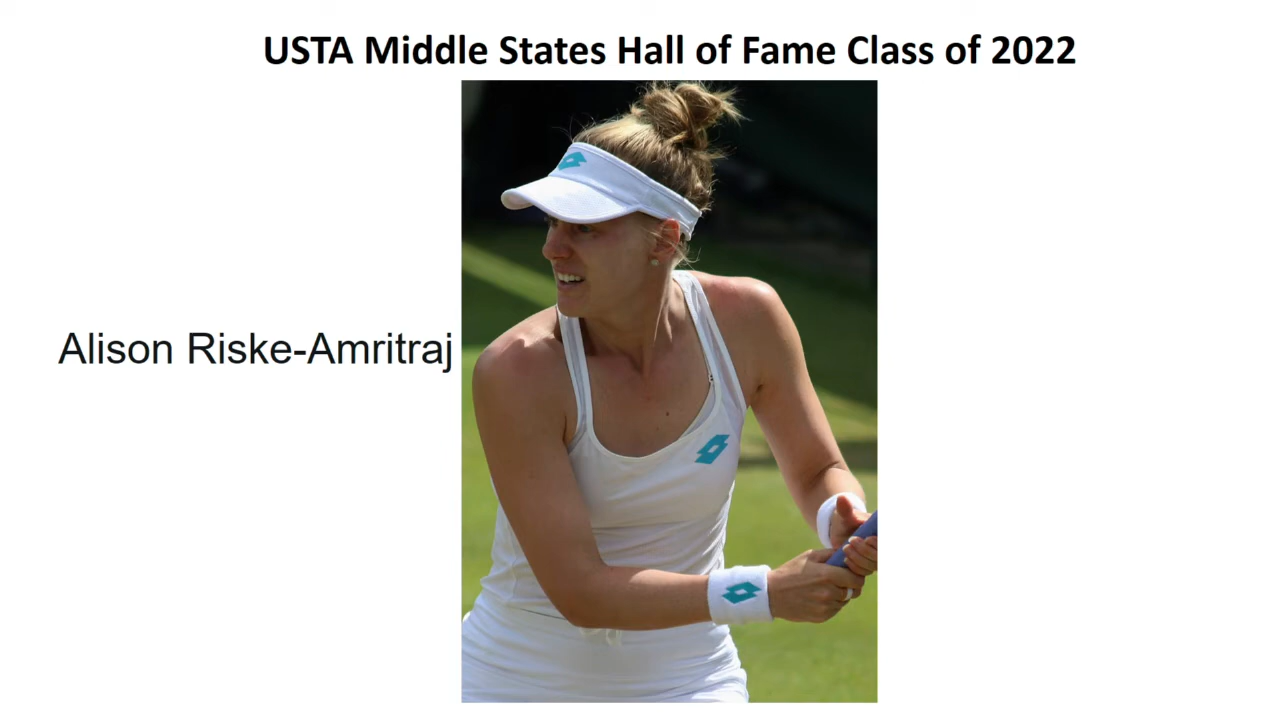 USTA Middle States Hall of Fame Class of 2022
Alison Riske-Amritraj